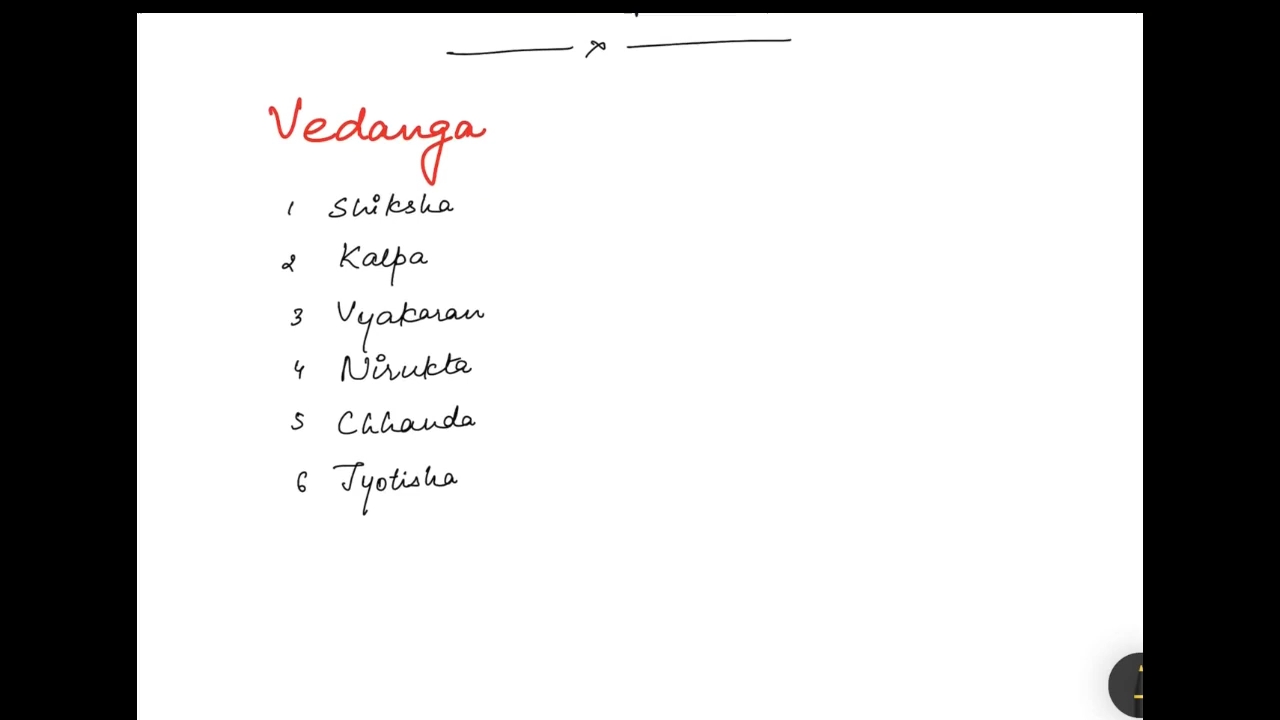 Vedanga
1 Shiksha
2 Kalpa
3 Vyakaran
4 Nirukta
5 Chhanda
6 Jyotisha